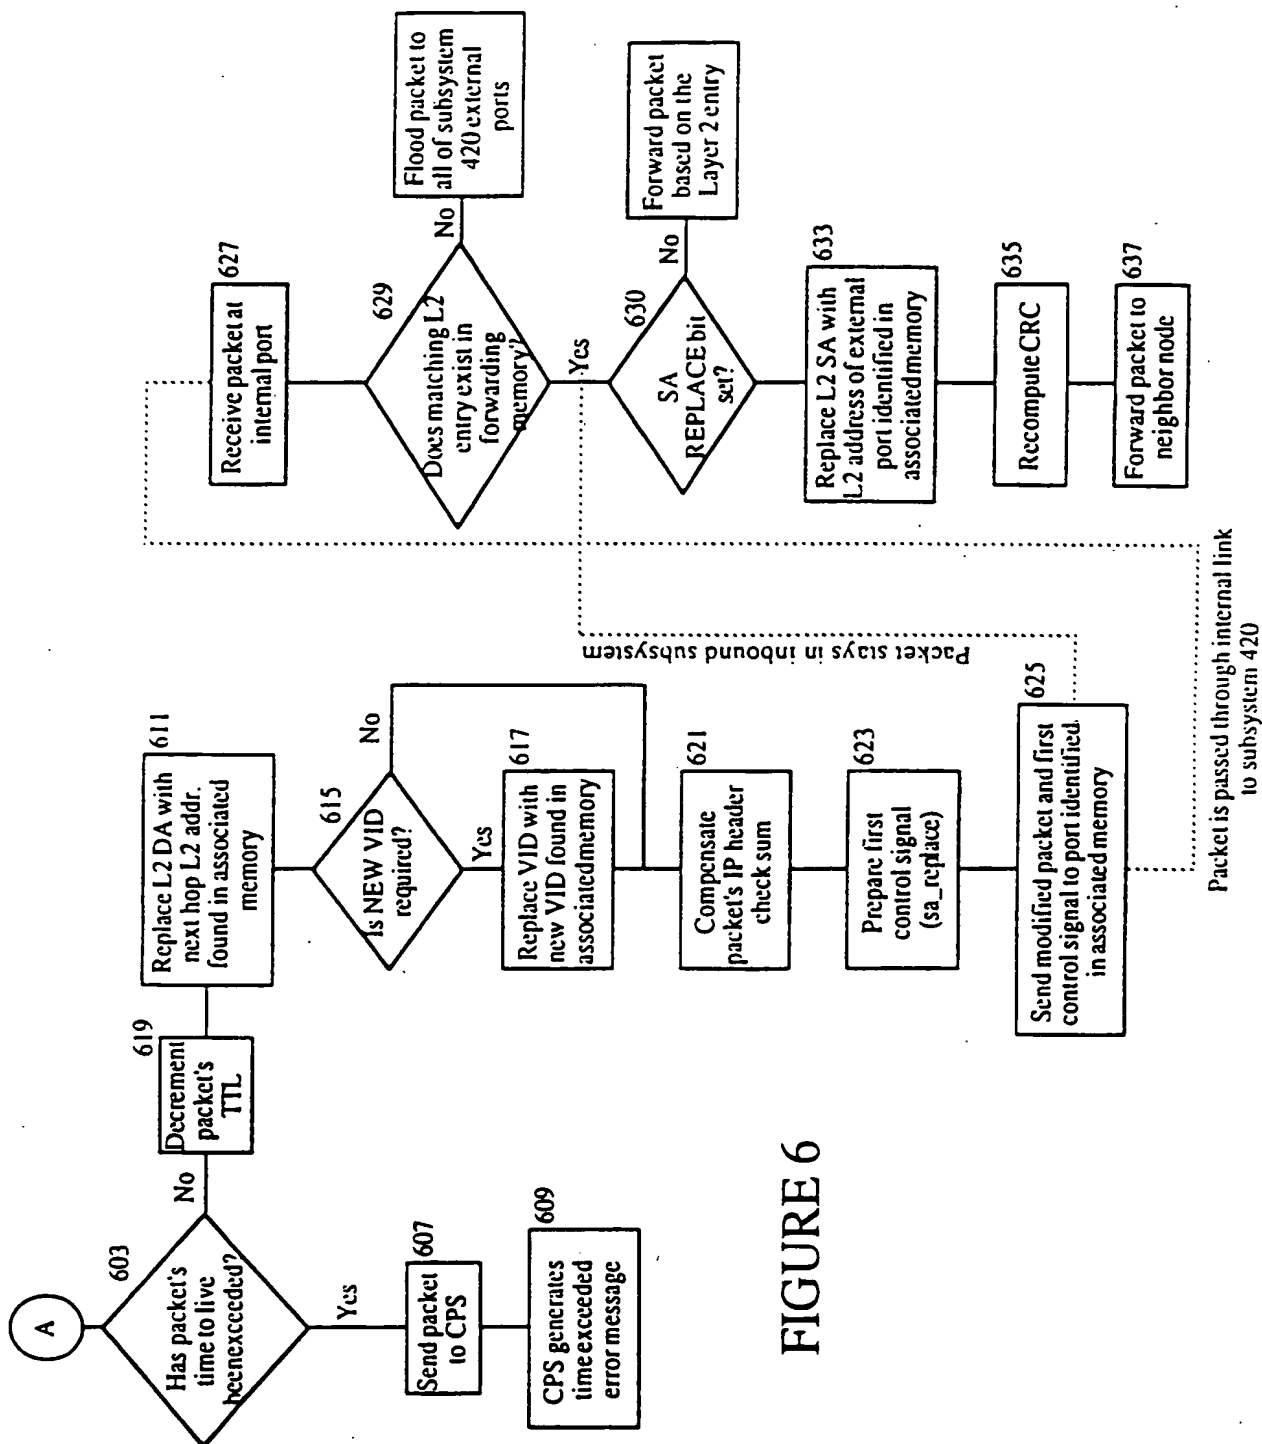 A
603
Has packet's
time to live
beenexceeded?
No
Yes
607
Send packet
to CPS
609
CPS generates
time exceeded
error message
619
Decrement
packet's
TTL
611
Replace L2 DA with
next hop L2 addr.
found in associated
memory
615
Is NEW VID
required?
No
Yes
617
Replace VID with
new VID found in
associatedmemory
621
Compensate
packet's IP header
check sum
623
Prepare first
control signal
(sa_replace)
625
Send modified packet and first
control signal to port identified
in associated memory
Packet stays in inbound subsystem
Packet is passed through internal link
to subsystem 420
627
Receive packet at
internal port
629
Does matching L2
entry exist in
forwarding
memory?
No
Flood packet to
all of subsystem
420 external
ports
Yes
630
SA
REPLACE bit
set?
No
Forward packet
based on the
Layer 2 entry
633
Replace L2 SA with
L2 address of external
port identified in
associated memory
635
Recompute CRC
637
Forward packet to
neighbor node
FIGURE 6